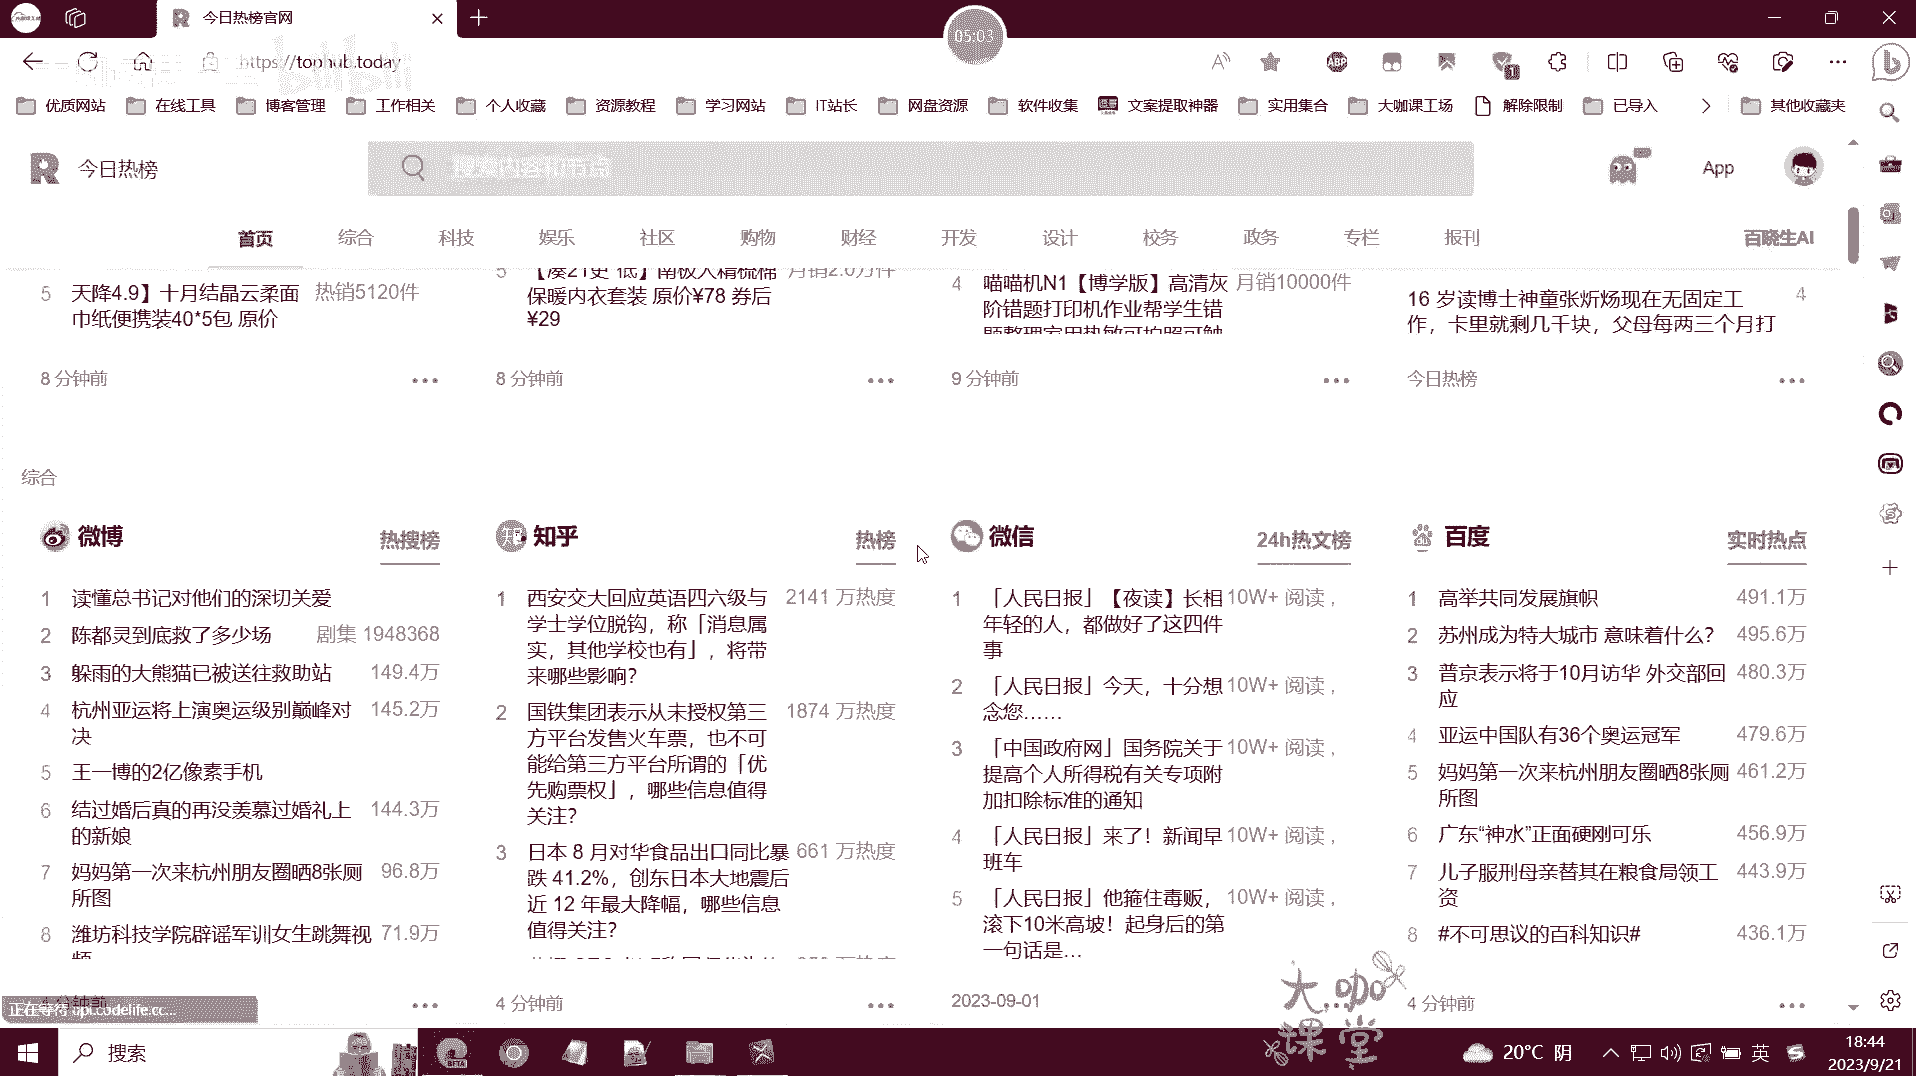 今日热榜官网
05:03
https://tophub.today
优质网站 在线工具 博客管理 工作相关 个人收藏 资源教程 学习网站 IT站长 网盘资源 软件收集 文案提取神器 实用集合 大咖课工场 解除限制 已导入 其他收藏夹
今日热榜
搜索内容和节点
App
首页 综合 科技 娱乐 社区 购物 财经 开发 设计 校务 政务 专栏 报刊 百晓生AI
5 天降4.9】十月结晶云柔面 热销5120件
巾纸便携装40*5包 原价
8 分钟前
5 【凑21更 低】南极人精梳棉 月销2.0万件
保暖内衣套装 原价¥78 券后
¥29
8 分钟前
4 喵喵机N1【博学版】高清灰 月销10000件
阶错题打印机作业帮学生错
题整理家用热敏可拍照可触
9 分钟前
16 岁读博士神童张炘炀现在无固定工 4
作，卡里就剩几千块，父母每两三个月打
今日热榜
综合
微博 热搜榜
1 读懂总书记对他们的深切关爱
2 陈都灵到底救了多少场 剧集 1948368
3 躲雨的大熊猫已被送往救助站 149.4万
4 杭州亚运将上演奥运级别巅峰对 145.2万
决
5 王一博的2亿像素手机
6 结过婚后真的再没羡慕过婚礼上 144.3万
的新娘
7 妈妈第一次来杭州朋友圈晒8张厕 96.8万
所图
8 潍坊科技学院辟谣军训女生跳舞视 71.9万
频
4 分钟前
知乎 热榜
1 西安交大回应英语四六级与 2141 万热度
学士学位脱钩，称「消息属
实，其他学校也有」，将带
来哪些影响？
2 国铁集团表示从未授权第三 1874 万热度
方平台发售火车票，也不可
能给第三方平台所谓的「优
先购票权」，哪些信息值得
关注？
3 日本 8 月对华食品出口同比暴 661 万热度
跌 41.2%，创东日本大地震后
近 12 年最大降幅，哪些信息
值得关注？
4 分钟前
微信 24h热文榜
1 「人民日报」【夜读】长相 10W+ 阅读，
年轻的人，都做好了这四件
事
2 「人民日报」今天，十分想 10W+ 阅读，
念您……
3 「中国政府网」国务院关于 10W+ 阅读，
提高个人所得税有关专项附
加扣除标准的通知
4 「人民日报」来了！新闻早 10W+ 阅读，
班车
5 「人民日报」他箍住毒贩， 10W+ 阅读，
滚下10米高坡！起身后的第
一句话是…
2023-09-01
百度 实时热点
1 高举共同发展旗帜 491.1万
2 苏州成为特大城市 意味着什么？ 495.6万
3 普京表示将于10月访华 外交部回 480.3万
应
4 亚运中国队有36个奥运冠军 479.6万
5 妈妈第一次来杭州朋友圈晒8张厕 461.2万
所图
6 广东“神水”正面硬刚可乐 456.9万
7 儿子服刑母亲替其在粮食局领工 443.9万
资
8 #不可思议的百科知识# 436.1万
4 分钟前
正在等待 api.codelife.cc...
大咖
课堂
搜索
20°C 阴
英
18:44
2023/9/21